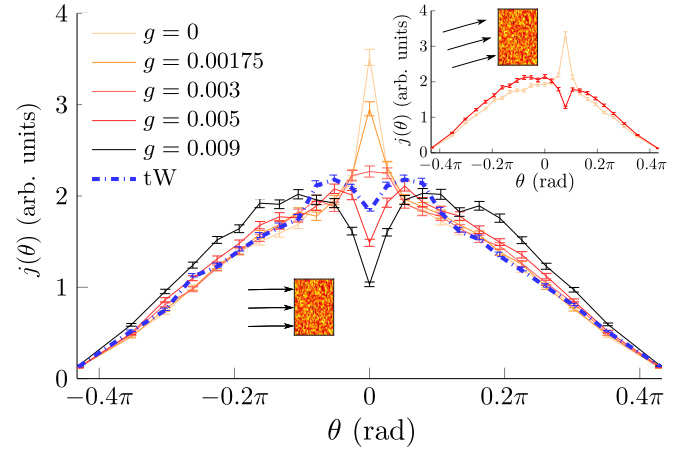 4
3
2
1
0
j(θ) (arb. units)
g = 0
g = 0.00175
g = 0.003
g = 0.005
g = 0.009
tW
−0.4π
−0.2π
0
0.2π
0.4π
θ (rad)
4
3
2
1
0
j(θ) (arb. units)
−0.4π
−0.2π
0
0.2π
0.4π
θ (rad)